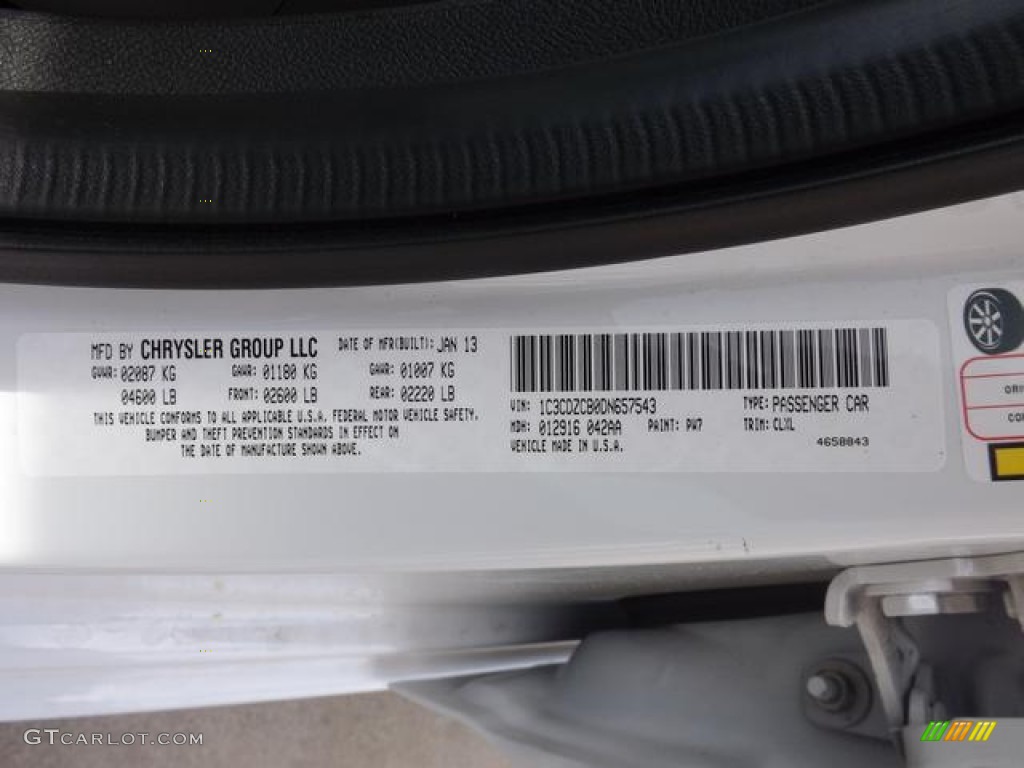 MFD BY CHRYSLER GROUP LLC DATE OF MFR(BUILT): JAN 13
GVWR: 02087 KG GAWR: 01180 KG GAWR: 01007 KG
04600 LB FRONT: 02600 LB REAR: 02220 LB
THIS VEHICLE CONFORMS TO ALL APPLICABLE U.S.A. FEDERAL MOTOR VEHICLE SAFETY,
BUMPER AND THEFT PREVENTION STANDARDS IN EFFECT ON
THE DATE OF MANUFACTURE SHOWN ABOVE.
VIN: 1C3CDZCB0DN657543 TYPE: PASSENGER CAR
MDH: 012916 042AA PAINT: PW7 TRIM: CLXL
VEHICLE MADE IN U.S.A. 4658843
ORI
CO
GTCARLOT.COM